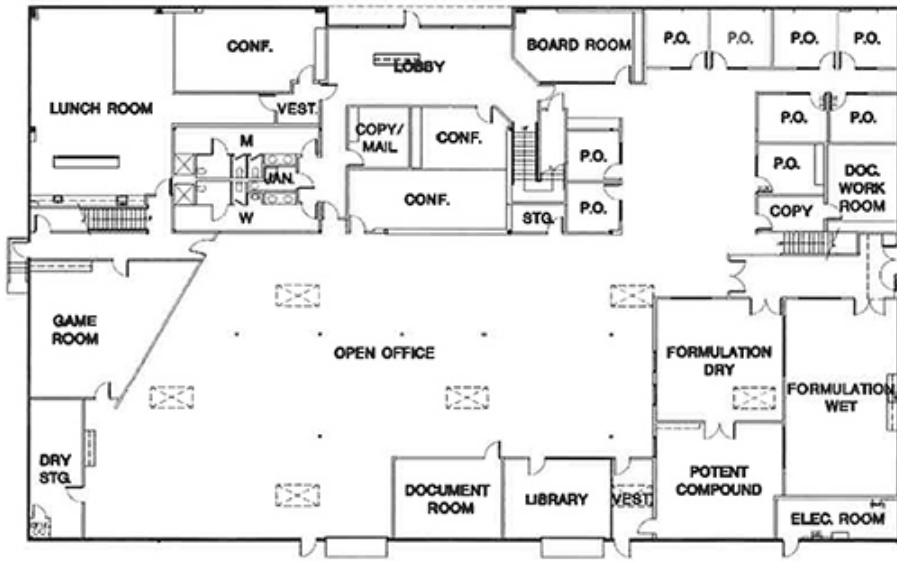 CONF.
LOBBY
BOARD ROOM
P.O.
P.O.
P.O.
P.O.
LUNCH ROOM
VEST.
COPY/
MAIL
CONF.
P.O.
P.O.
P.O.
M
JAN.
W
CONF.
P.O.
P.O.
DOC.
WORK
ROOM
STG.
COPY
GAME
ROOM
OPEN OFFICE
FORMULATION
DRY
FORMULATION
WET
DRY
STG.
DOCUMENT
ROOM
LIBRARY
VEST.
POTENT
COMPOUND
ELEC. ROOM